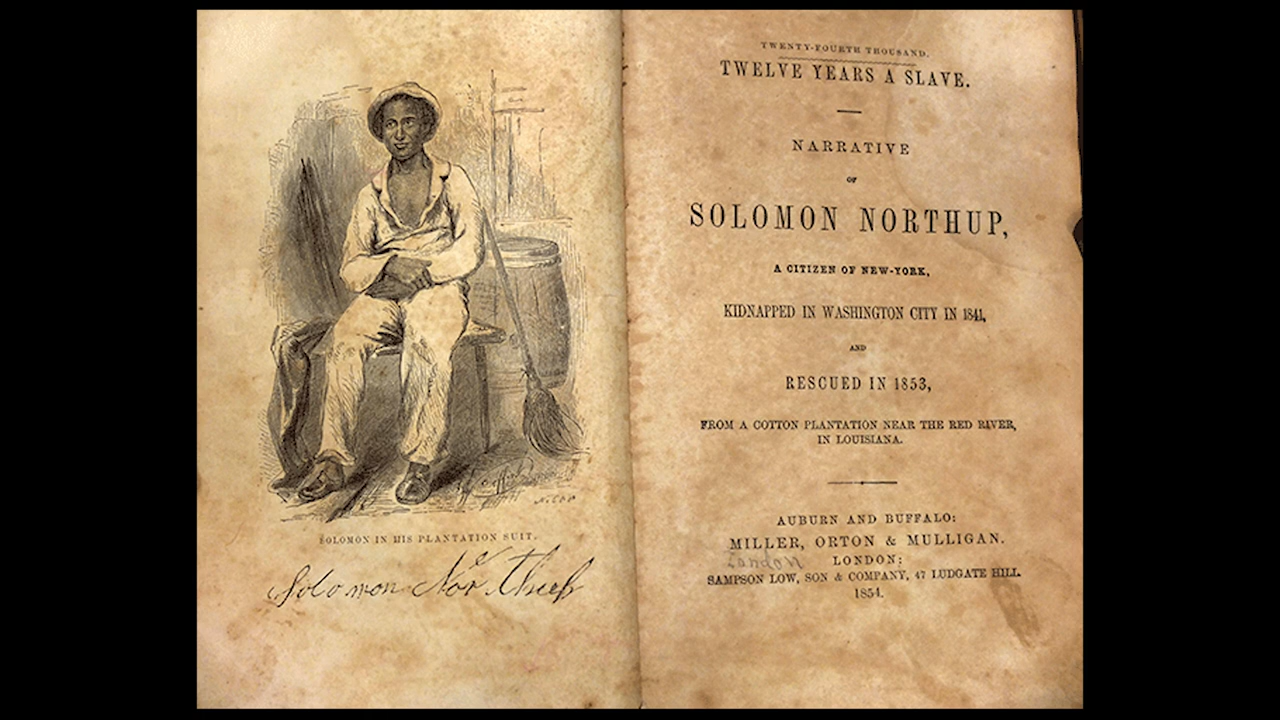 SOLOMON IN HIS PLANTATION SUIT.
Solomon Northup
TWENTY-FOURTH THOUSAND.
TWELVE YEARS A SLAVE.
NARRATIVE
OF
SOLOMON NORTHUP,
A CITIZEN OF NEW-YORK,
KIDNAPPED IN WASHINGTON CITY IN 1841,
AND
RESCUED IN 1853,
FROM A COTTON PLANTATION NEAR THE RED RIVER,
IN LOUISIANA.
AUBURN AND BUFFALO:
MILLER, ORTON & MULLIGAN.
London
LONDON:
SAMPSON LOW, SON & COMPANY, 47 LUDGATE HILL.
1854.